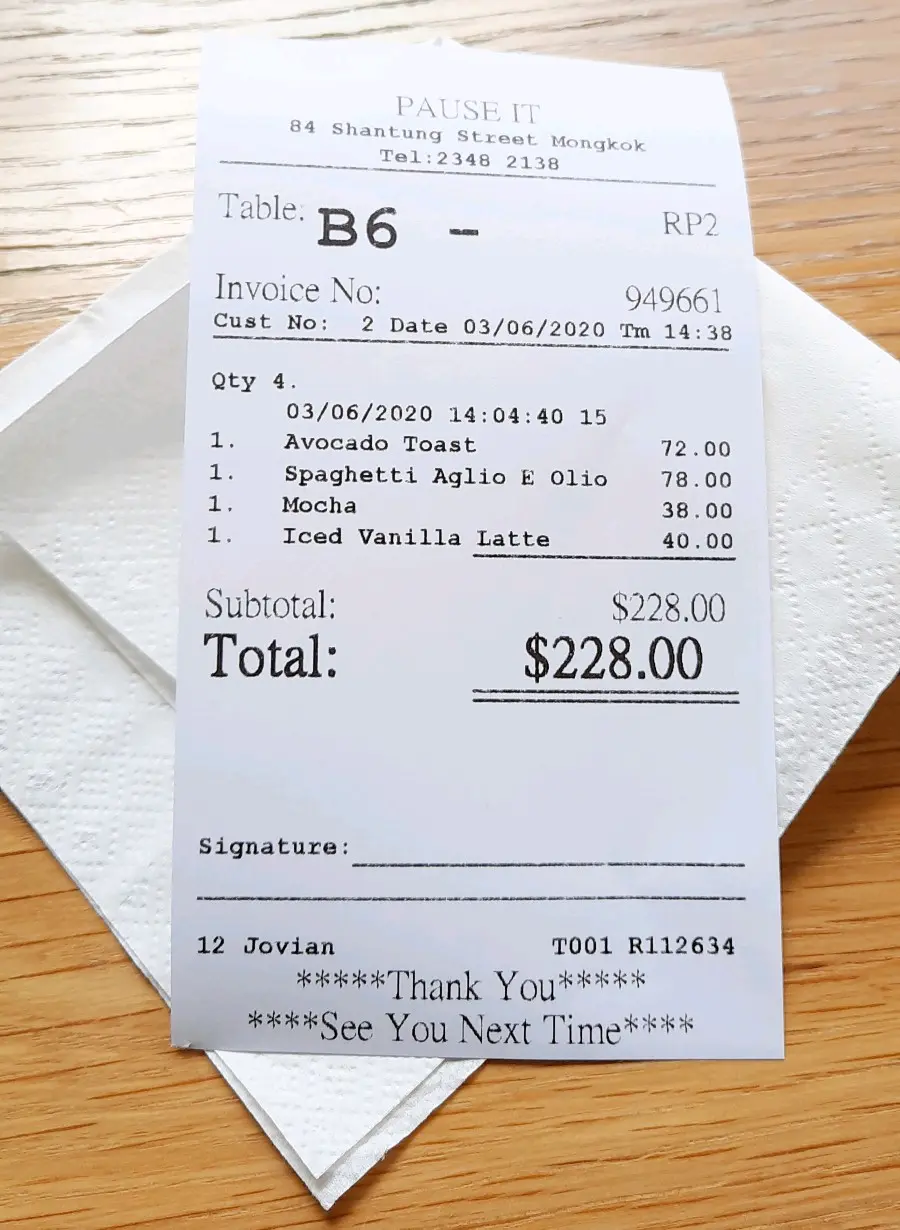 PAUSE IT
84 Shantung Street Mongkok
Tel:2348 2138
Table: B6 - RP2
Invoice No: 949661
Cust No: 2 Date 03/06/2020 Tm 14:38
Qty 4.
03/06/2020 14:04:40 15
1. Avocado Toast 72.00
1. Spaghetti Aglio E Olio 78.00
1. Mocha 38.00
1. Iced Vanilla Latte 40.00
Subtotal: $228.00
Total: $228.00
Signature:
12 Jovian T001 R112634
*****Thank You*****
****See You Next Time****